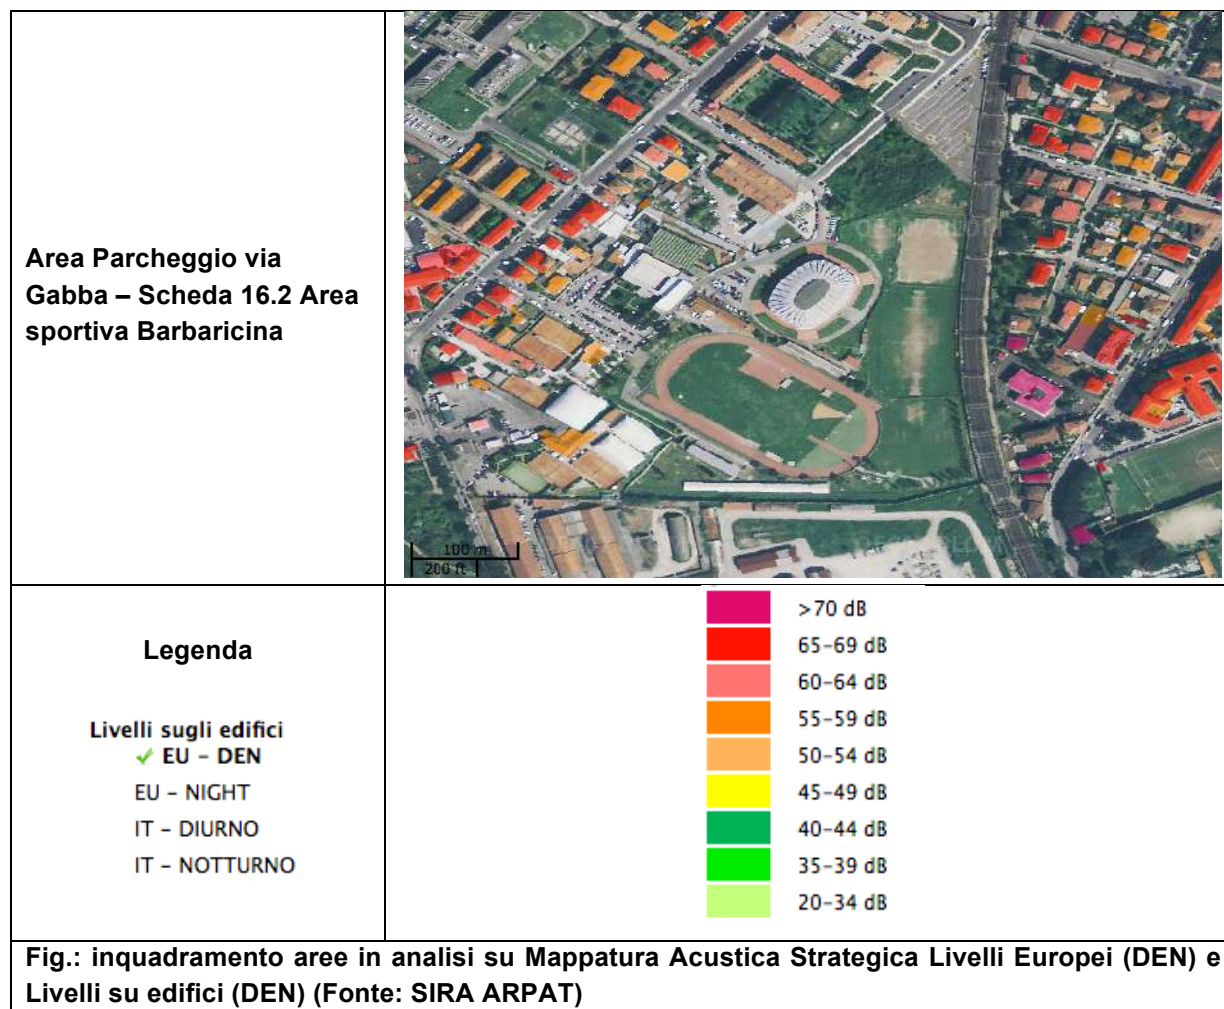 Area Parcheggio via
Gabba – Scheda 16.2 Area
sportiva Barbaricina
100 m
200 ft
Legenda
Livelli sugli edifici
✔ EU – DEN
EU – NIGHT
IT – DIURNO
IT – NOTTURNO
>70 dB
65–69 dB
60–64 dB
55–59 dB
50–54 dB
45–49 dB
40–44 dB
35–39 dB
20–34 dB
Fig.: inquadramento aree in analisi su Mappatura Acustica Strategica Livelli Europei (DEN) e
Livelli su edifici (DEN) (Fonte: SIRA ARPAT)